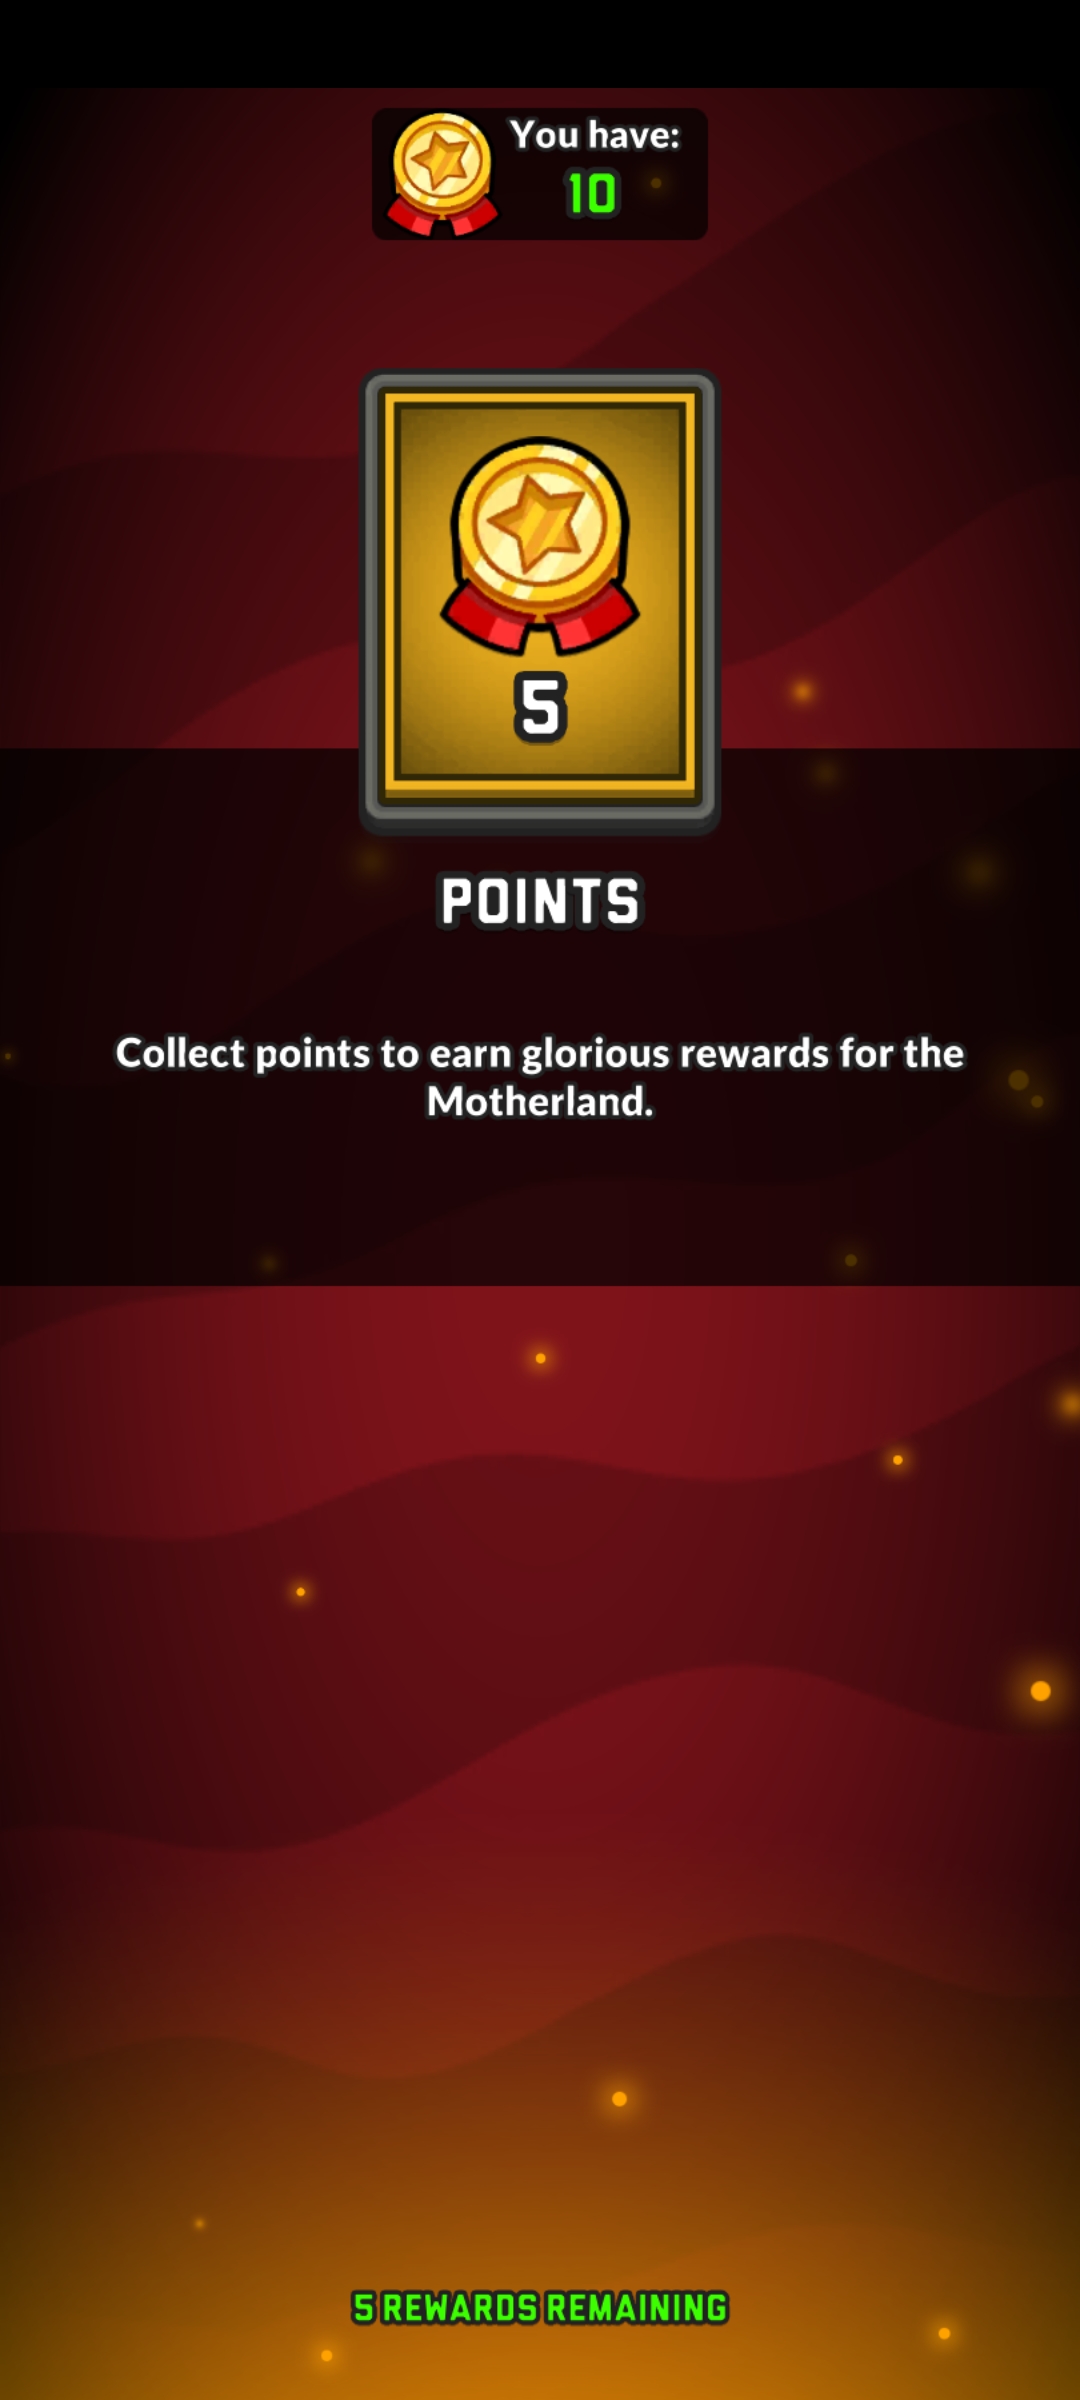 You have:
10
5
POINTS
Collect points to earn glorious rewards for the
Motherland.
5 REWARDS REMAINING